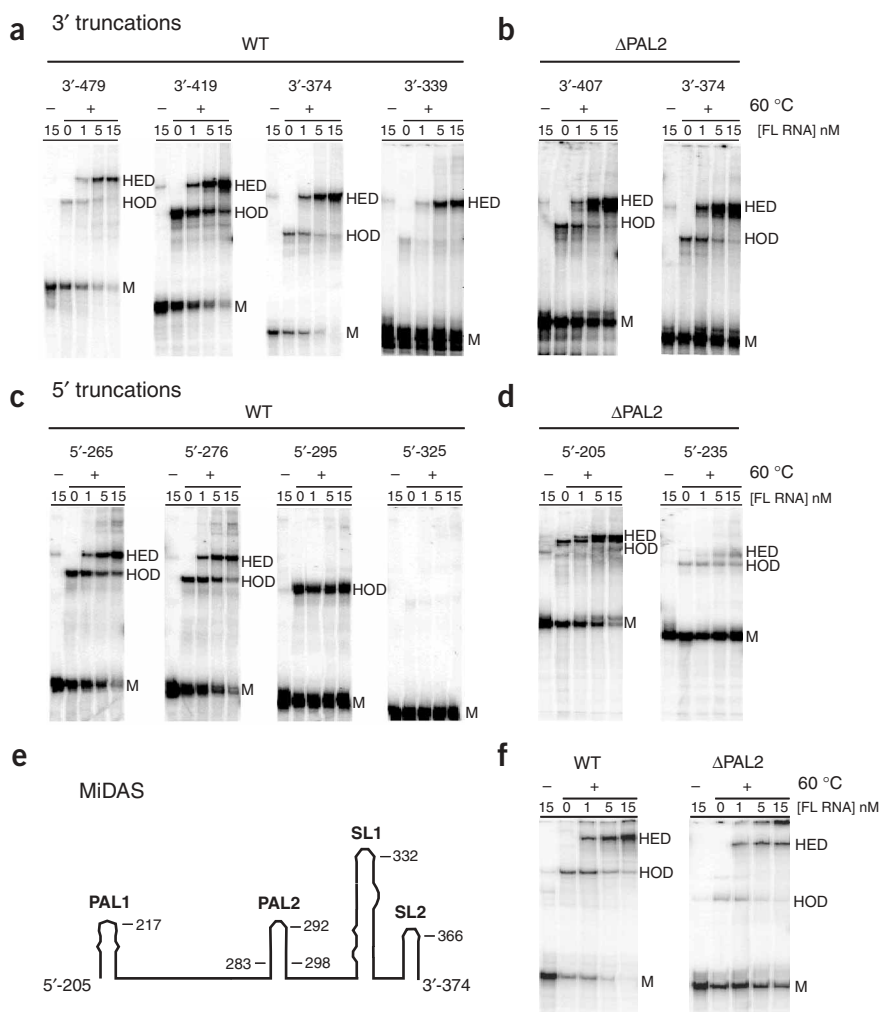 a
3′ truncations
WT
3′-479 3′-419 3′-374 3′-339
− + − + − + − +
15 0 1 5 15 15 0 1 5 15 15 0 1 5 15 15 0 1 5 15
HED
HOD
M
HED
HOD
M
HED
HOD
M
HED
M
b
ΔPAL2
3′-407 3′-374
− + − + 60 °C
15 0 1 5 15 15 0 1 5 15 [FL RNA] nM
HED
HOD
M
HED
HOD
M
c
5′ truncations
WT
5′-265 5′-276 5′-295 5′-325
− + − + − + − +
15 0 1 5 15 15 0 1 5 15 15 0 1 5 15 15 0 1 5 15
HED
HOD
M
HED
HOD
M
HOD
M
M
d
ΔPAL2
5′-205 5′-235
− + − + 60 °C
15 0 1 5 15 15 0 1 5 15 [FL RNA] nM
HED
HOD
M
HED
HOD
M
e
MiDAS
SL1
332
PAL1
217
PAL2
292
SL2
366
283
298
5′-205
3′-374
f
WT ΔPAL2
− + − + 60 °C
15 0 1 5 15 15 0 1 5 15 [FL RNA] nM
HED
HOD
M
HED
HOD
M